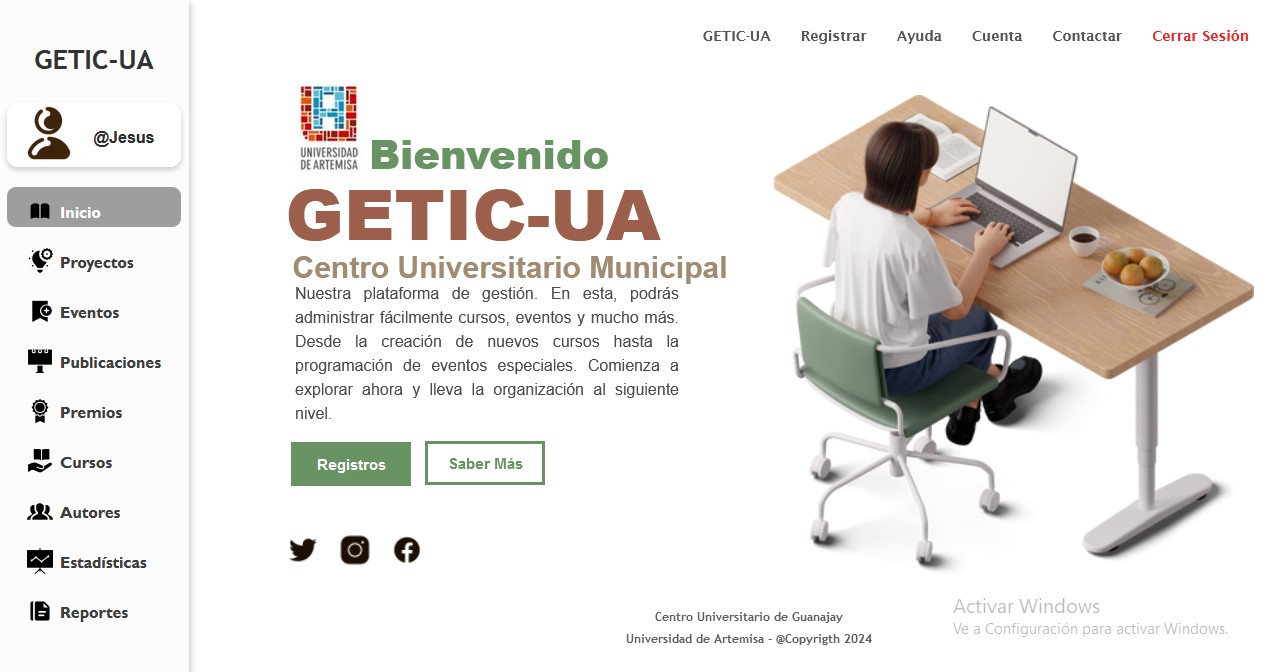 GETIC-UA
@Jesus
Inicio
Proyectos
Eventos
Publicaciones
Premios
Cursos
Autores
Estadísticas
Reportes
GETIC-UA Registrar Ayuda Cuenta Contactar Cerrar Sesión
UNIVERSIDAD
DE ARTEMISA
Bienvenido
GETIC-UA
Centro Universitario Municipal
Nuestra plataforma de gestión. En esta, podrás
administrar fácilmente cursos, eventos y mucho más.
Desde la creación de nuevos cursos hasta la
programación de eventos especiales. Comienza a
explorar ahora y lleva la organización al siguiente
nivel.
Registros Saber Más
Centro Universitario de Guanajay
Universidad de Artemisa - @Copyrigth 2024
Activar Windows
Ve a Configuración para activar Windows.